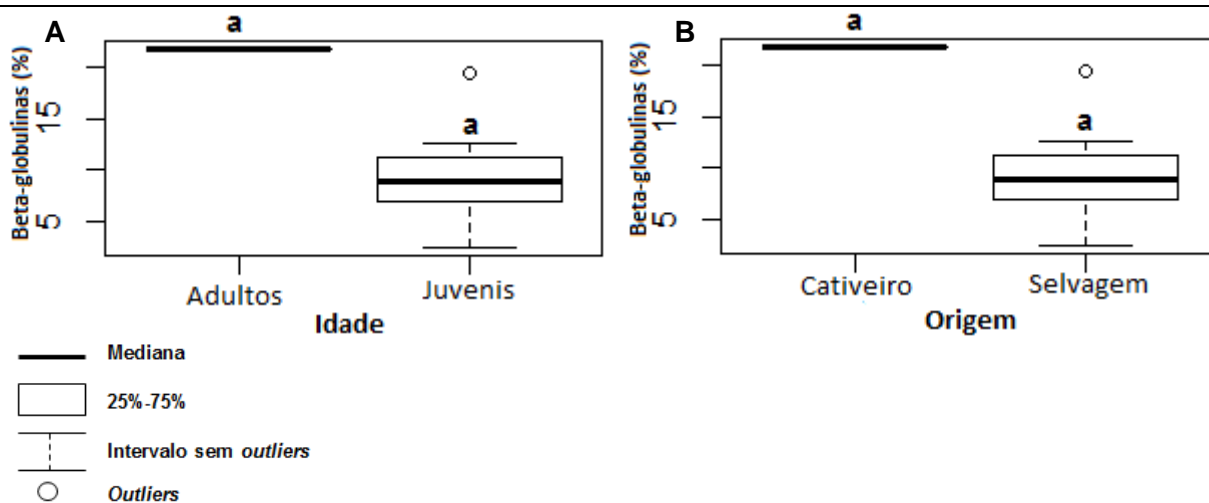 A
a
Beta-globulinas (%)
15
5
a
Adultos
Juvenis
Idade
B
a
Beta-globulinas (%)
15
5
a
Cativeiro
Selvagem
Origem
Mediana
25%-75%
Intervalo sem outliers
Outliers